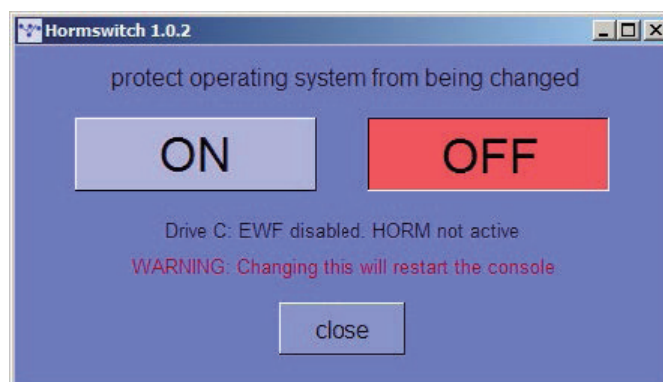 Hormswitch 1.0.2
protect operating system from being changed
ON OFF
Drive C: EWF disabled. HORM not active
WARNING: Changing this will restart the console
close